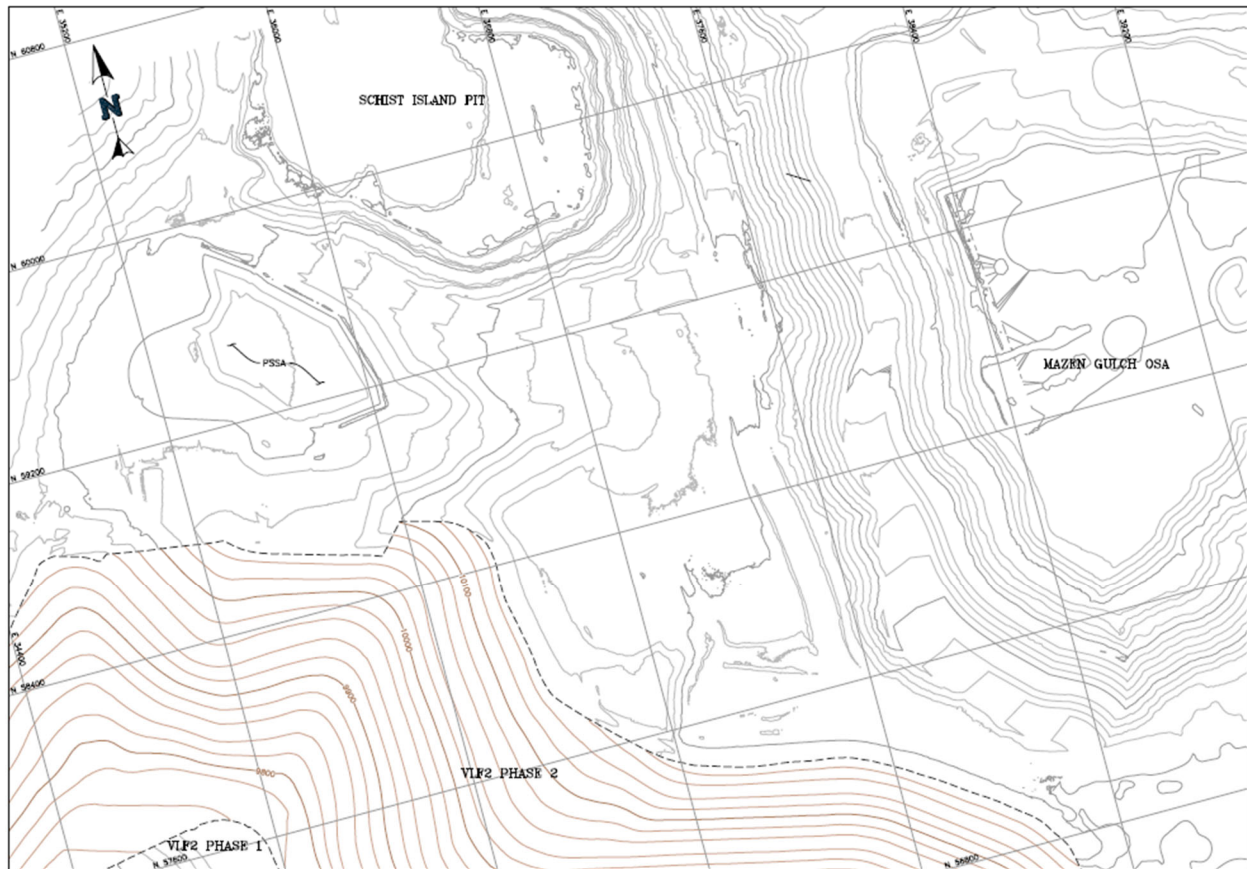 E 35200
E 36000
E 36800
E 37600
E 38400
E 39200
N 60800
N
SCHIST ISLAND PIT
N 60000
PSSA
MAZEN GULCH OSA
N 59200
10100
10000
E 34400
N 58400
9900
9800
VLF2 PHASE 2
VLF2 PHASE 1
N 57600
N 56800